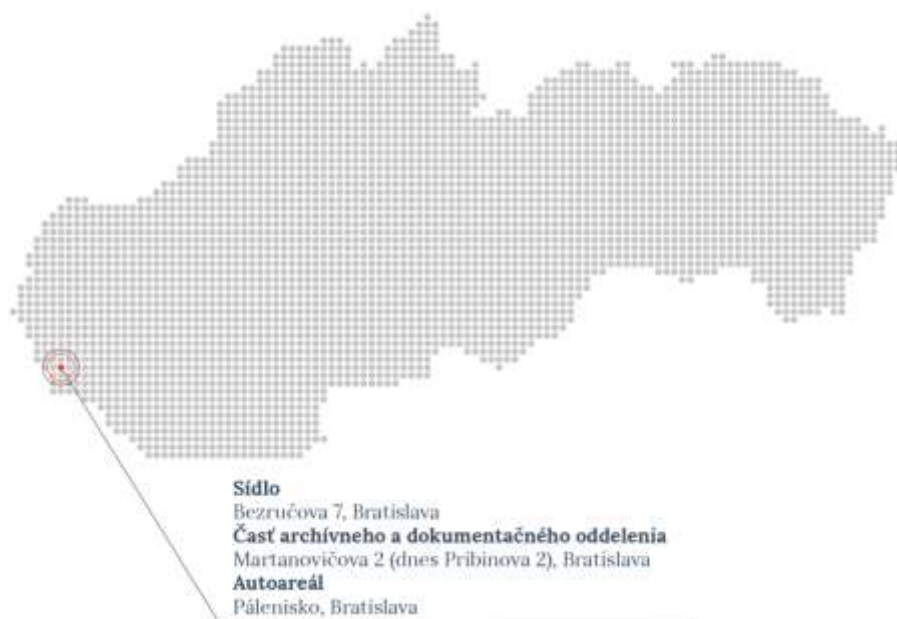 Sídlo
Bezručova 7, Bratislava
Časť archívneho a dokumentačného oddelenia
Martanovičova 2 (dnes Pribinova 2), Bratislava
Autoareál
Pálenisko, Bratislava